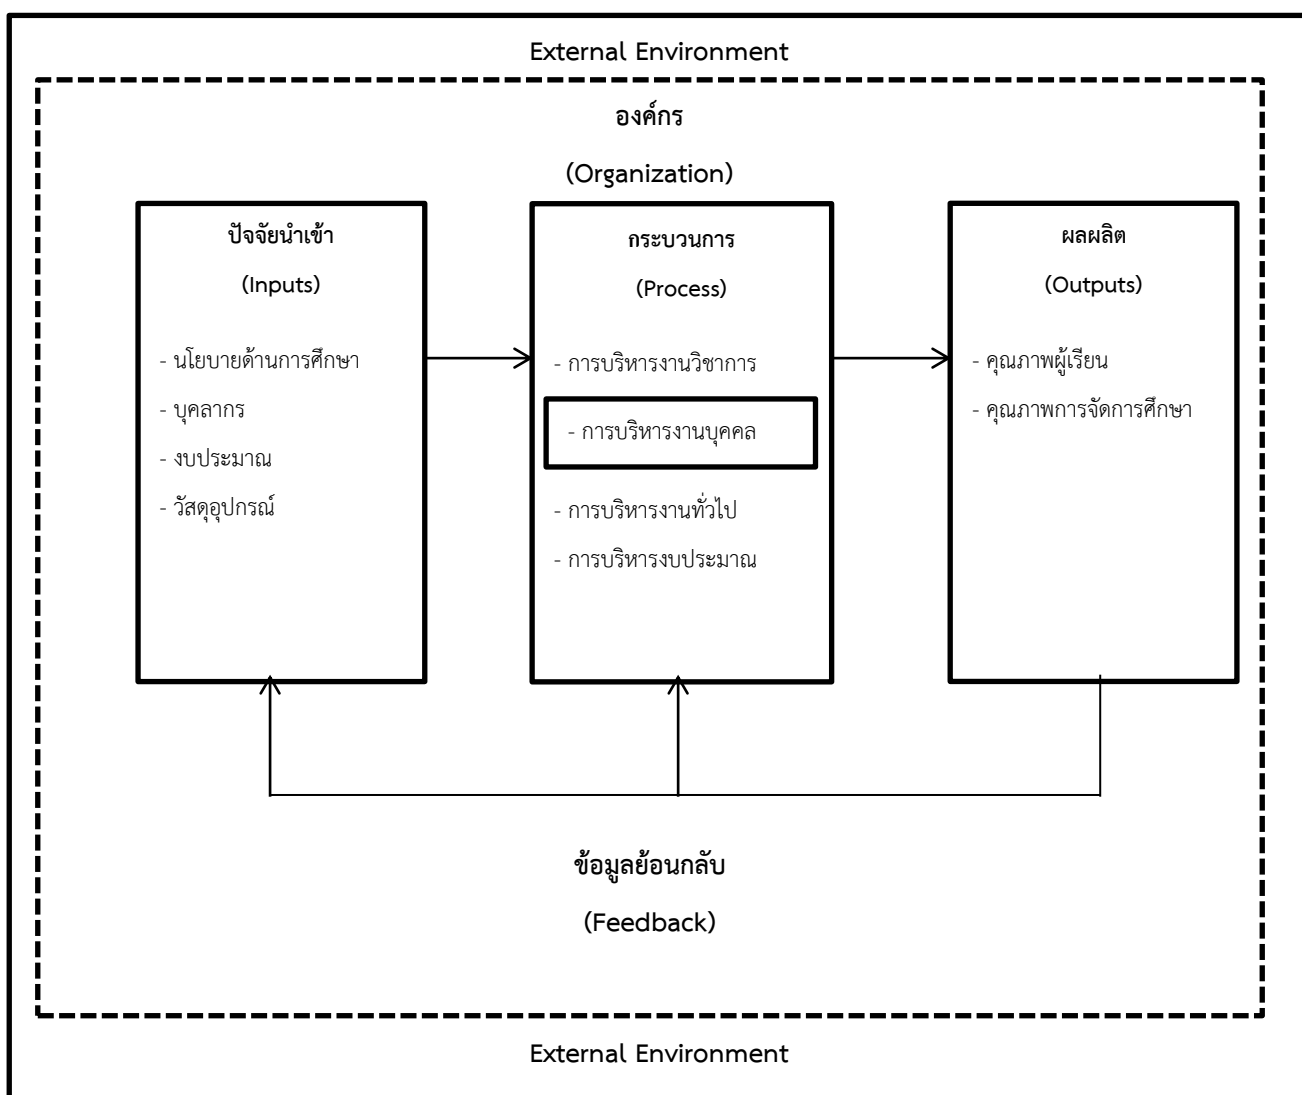 External Environment
องค์กร
(Organization)
ปัจจัยนำเข้า
(Inputs)
- นโยบายด้านการศึกษา
- บุคลากร
- งบประมาณ
- วัสดุอุปกรณ์
กระบวนการ
(Process)
- การบริหารงานวิชาการ
- การบริหารงานบุคคล
- การบริหารงานทั่วไป
- การบริหารงบประมาณ
ผลผลิต
(Outputs)
- คุณภาพผู้เรียน
- คุณภาพการจัดการศึกษา
ข้อมูลย้อนกลับ
(Feedback)
External Environment